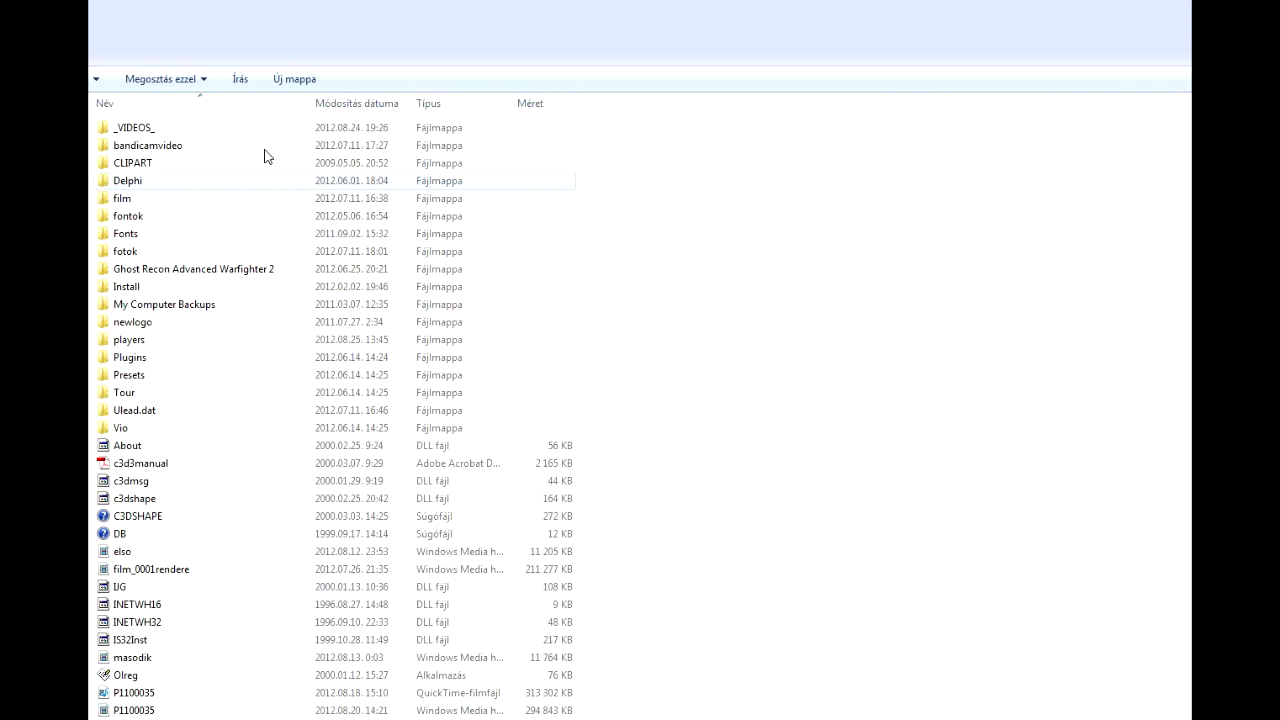 Megosztás ezzel Írás Új mappa
Név Módosítás dátuma Típus Méret
_VIDEOS_ 2012.08.24. 19:26 Fájlmappa
bandicamvideo 2012.07.11. 17:27 Fájlmappa
CLIPART 2009.05.05. 20:52 Fájlmappa
Delphi 2012.06.01. 18:04 Fájlmappa
film 2012.07.11. 16:38 Fájlmappa
fontok 2012.05.06. 16:54 Fájlmappa
Fonts 2011.09.02. 15:32 Fájlmappa
fotok 2012.07.11. 18:01 Fájlmappa
Ghost Recon Advanced Warfighter 2 2012.06.25. 20:21 Fájlmappa
Install 2012.02.02. 19:46 Fájlmappa
My Computer Backups 2011.03.07. 12:35 Fájlmappa
newlogo 2011.07.27. 2:34 Fájlmappa
players 2012.08.25. 13:45 Fájlmappa
Plugins 2012.06.14. 14:24 Fájlmappa
Presets 2012.06.14. 14:25 Fájlmappa
Tour 2012.06.14. 14:25 Fájlmappa
Ulead.dat 2012.07.11. 16:46 Fájlmappa
Vio 2012.06.14. 14:25 Fájlmappa
About 2000.02.25. 9:24 DLL fájl 56 KB
c3d3manual 2000.03.07. 9:29 Adobe Acrobat D... 2 165 KB
c3dmsg 2000.01.29. 9:19 DLL fájl 44 KB
c3dshape 2000.02.25. 20:42 DLL fájl 164 KB
C3DSHAPE 2000.03.03. 14:25 Súgófájl 272 KB
DB 1999.09.17. 14:14 Súgófájl 12 KB
elso 2012.08.12. 23:53 Windows Media h... 11 205 KB
film_0001rendere 2012.07.26. 21:35 Windows Media h... 211 277 KB
IJG 2000.01.13. 10:36 DLL fájl 108 KB
INETWH16 1996.08.27. 14:48 DLL fájl 9 KB
INETWH32 1996.09.10. 22:33 DLL fájl 48 KB
IS32Inst 1999.10.28. 11:49 DLL fájl 217 KB
masodik 2012.08.13. 0:03 Windows Media h... 11 764 KB
Olreg 2000.01.12. 15:27 Alkalmazás 76 KB
P1100035 2012.08.18. 15:10 QuickTime-filmfájl 313 302 KB
P1100035 2012.08.20. 14:21 Windows Media h... 294 843 KB